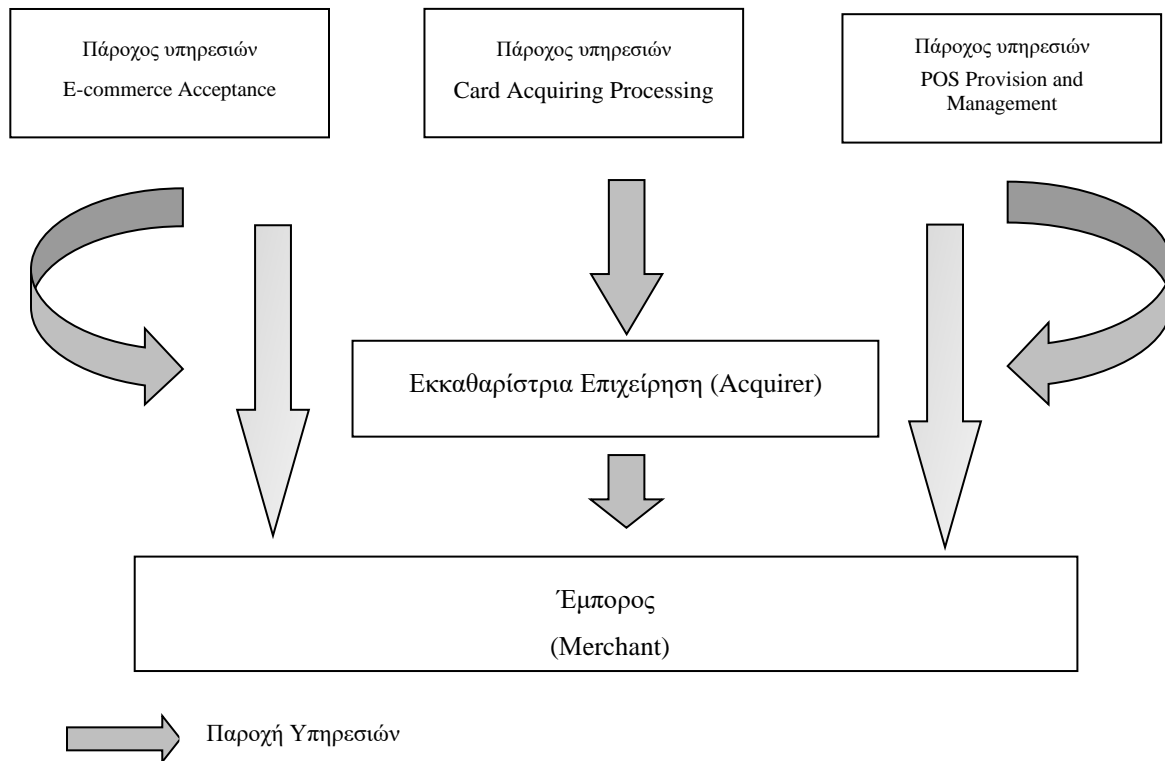 Πάροχος υπηρεσιών
E-commerce Acceptance
Πάροχος υπηρεσιών
Card Acquiring Processing
Πάροχος υπηρεσιών
POS Provision and
Management
Εκκαθαρίστρια Επιχείρηση (Acquirer)
Έμπορος
(Merchant)
Παροχή Υπηρεσιών